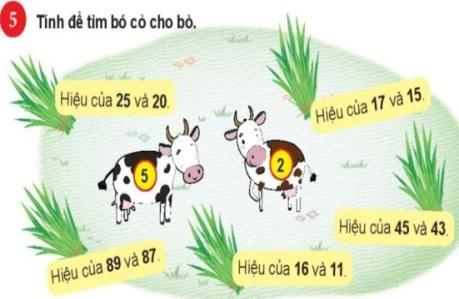 5 Tính để tìm bó cỏ cho bò.
Hiệu của 25 và 20.
Hiệu của 17 và 15.
5
2
Hiệu của 45 và 43.
Hiệu của 89 và 87.
Hiệu của 16 và 11.